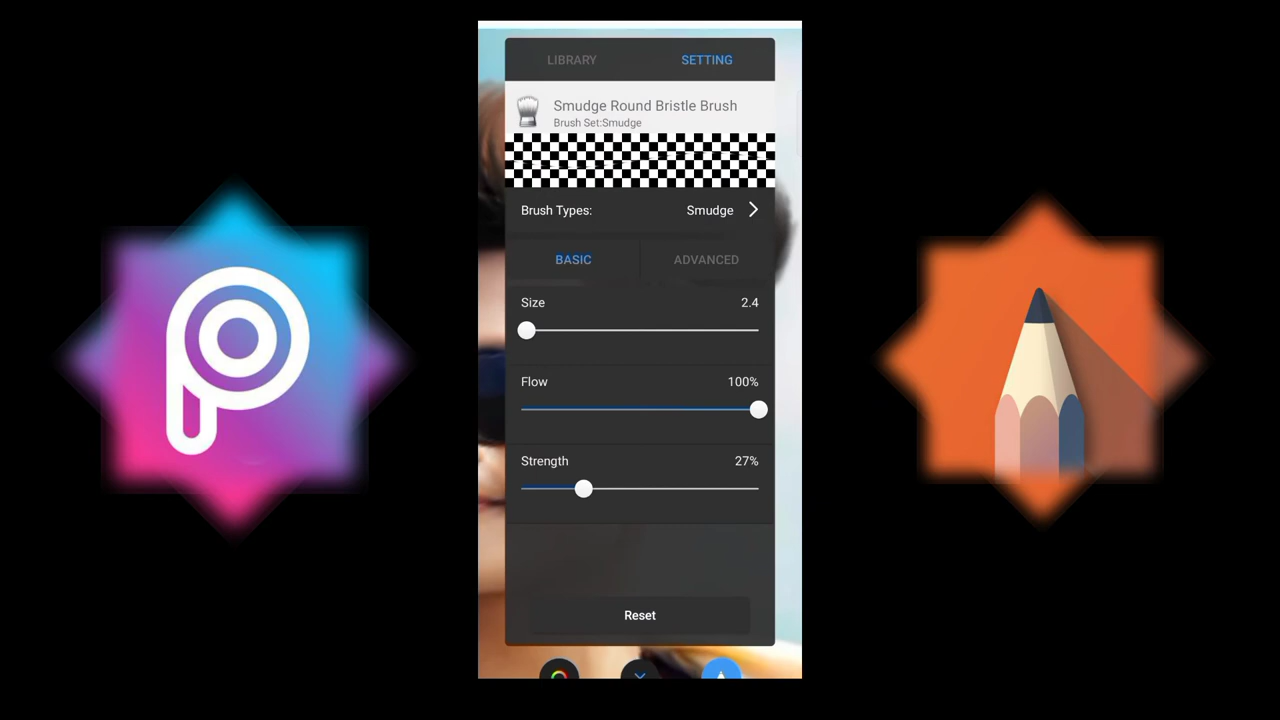 LIBRARY SETTING
Smudge Round Bristle Brush
Brush Set:Smudge
Brush Types: Smudge
BASIC ADVANCED
Size 2.4
Flow 100%
Strength 27%
Reset